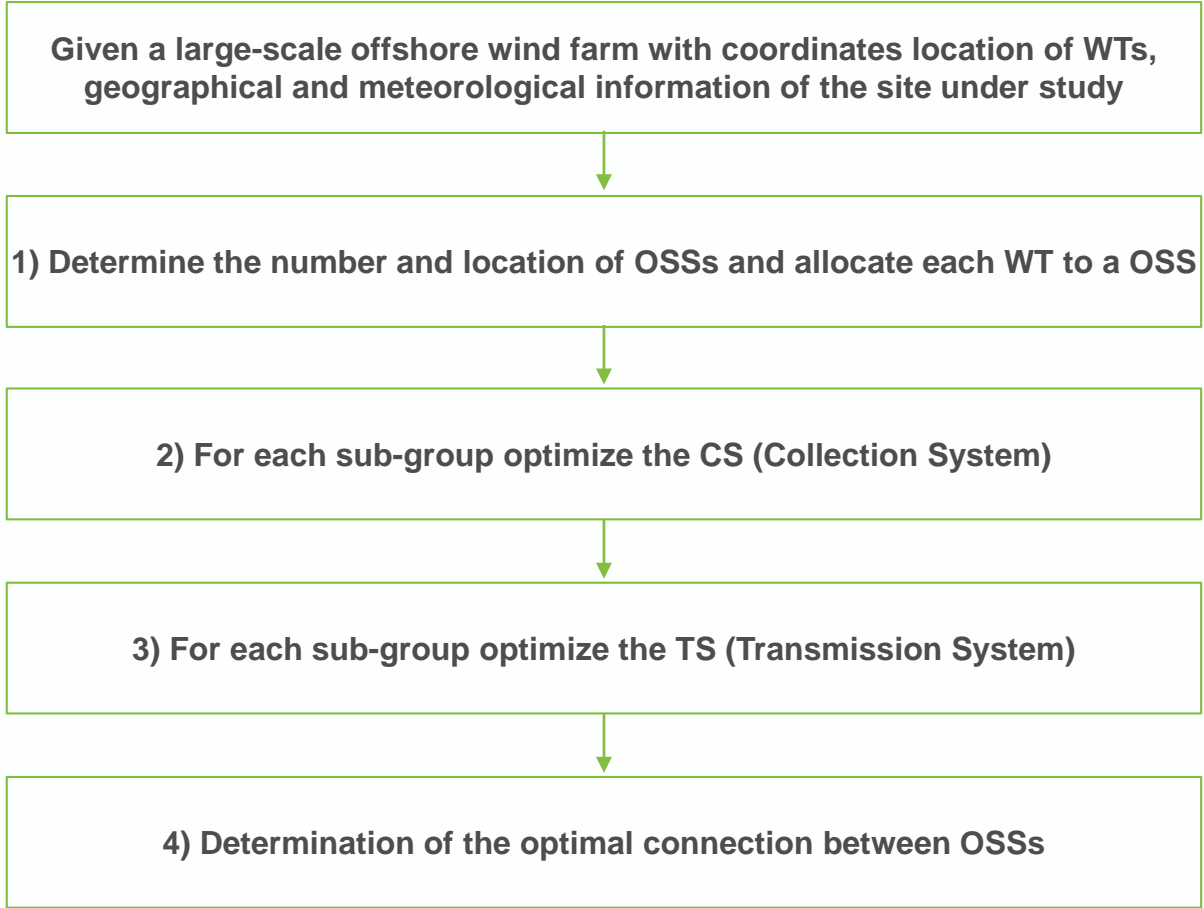 Given a large-scale offshore wind farm with coordinates location of WTs,
geographical and meteorological information of the site under study
1) Determine the number and location of OSSs and allocate each WT to a OSS
2) For each sub-group optimize the CS (Collection System)
3) For each sub-group optimize the TS (Transmission System)
4) Determination of the optimal connection between OSSs